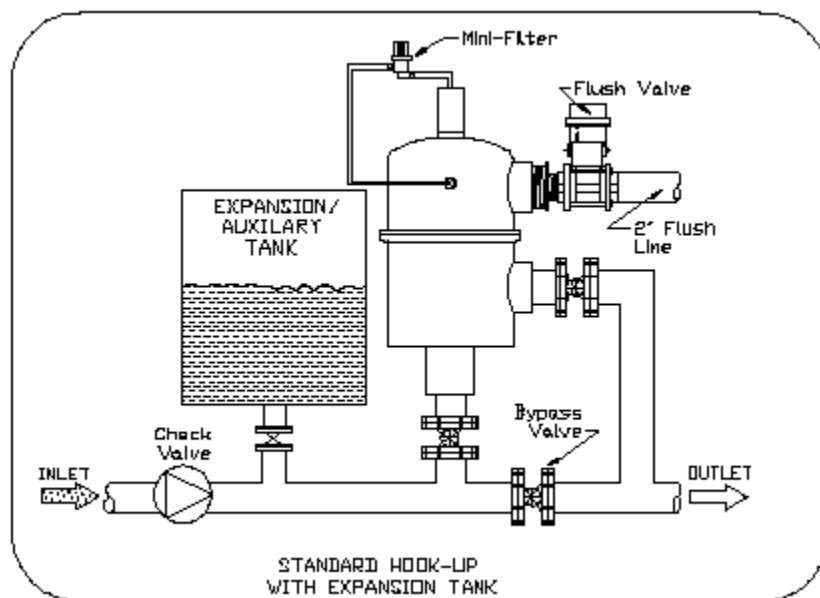 Mini-Filter
Flush Valve
EXPANSION/
AUXILARY
TANK
2" Flush
Line
Bypass
Valve
Check
Valve
INLET
OUTLET
STANDARD HOOK-UP
WITH EXPANSION TANK